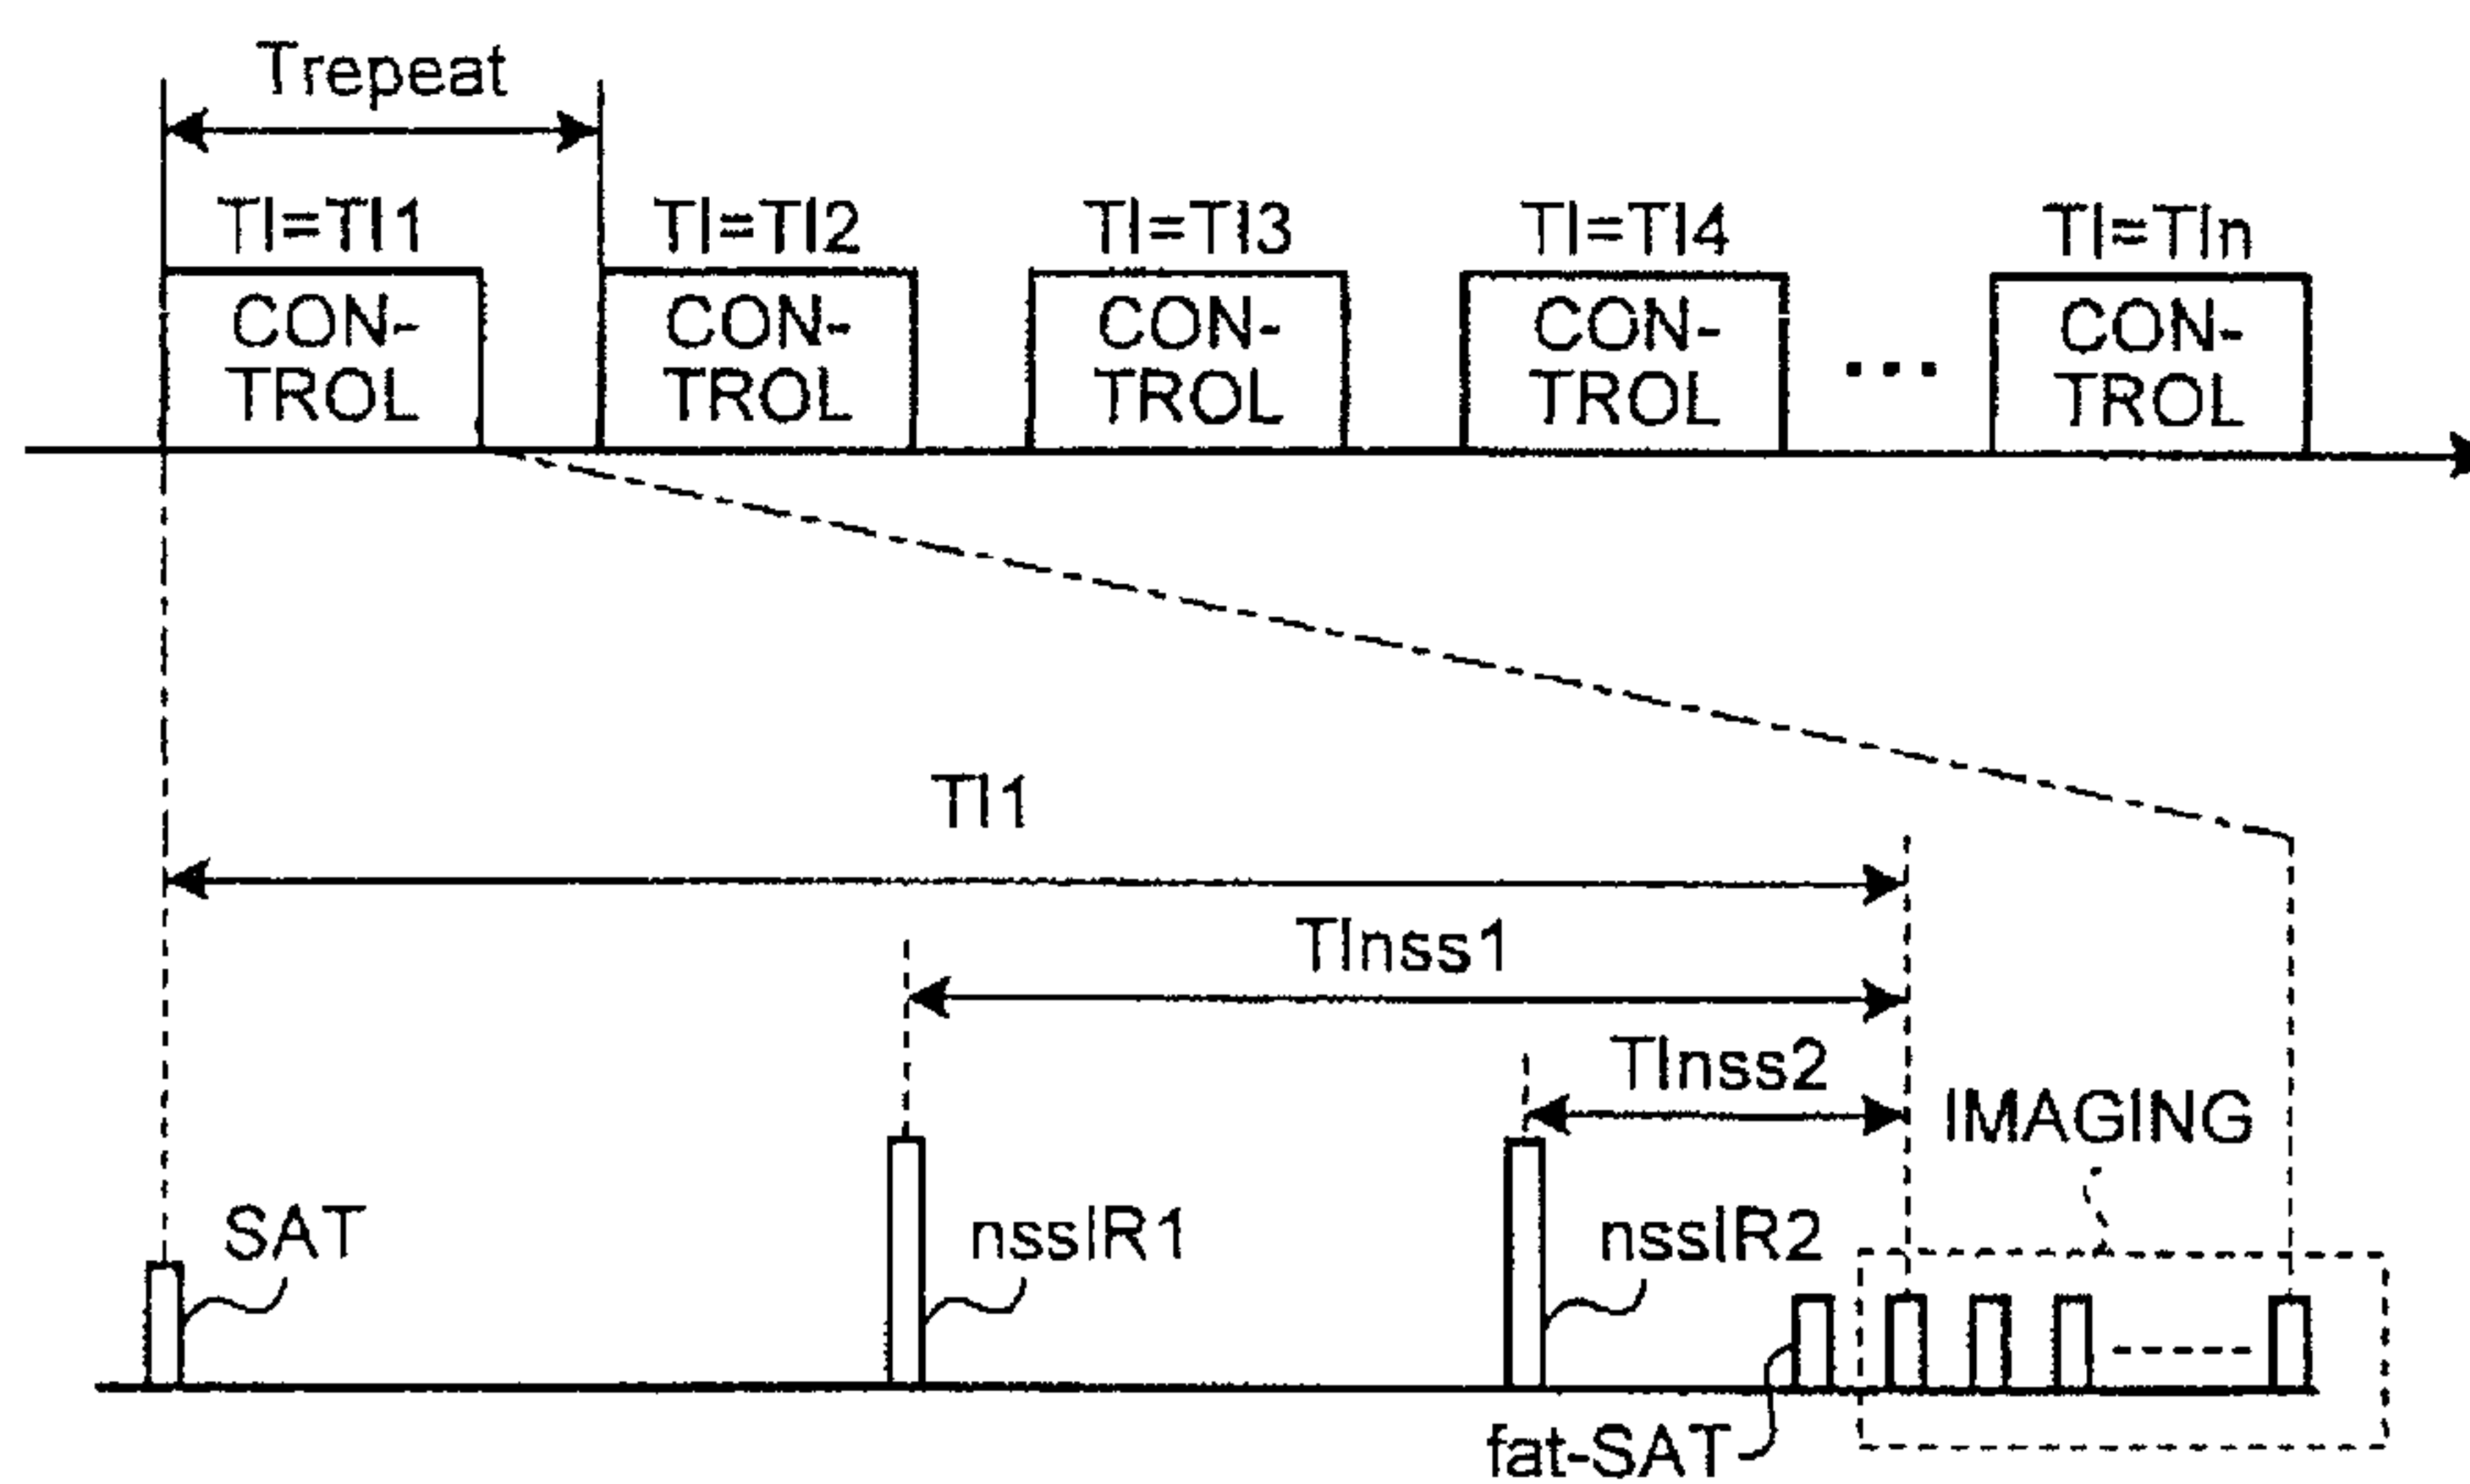 Trepeat
TI=TI1 TI=TI2 TI=TI3 TI=TI4 TI=TIn
CON- CON- CON- CON- CON-
TROL TROL TROL TROL ... TROL
TI1
TInss1
TInss2
IMAGING
SAT nssIR1 nssIR2
fat-SAT